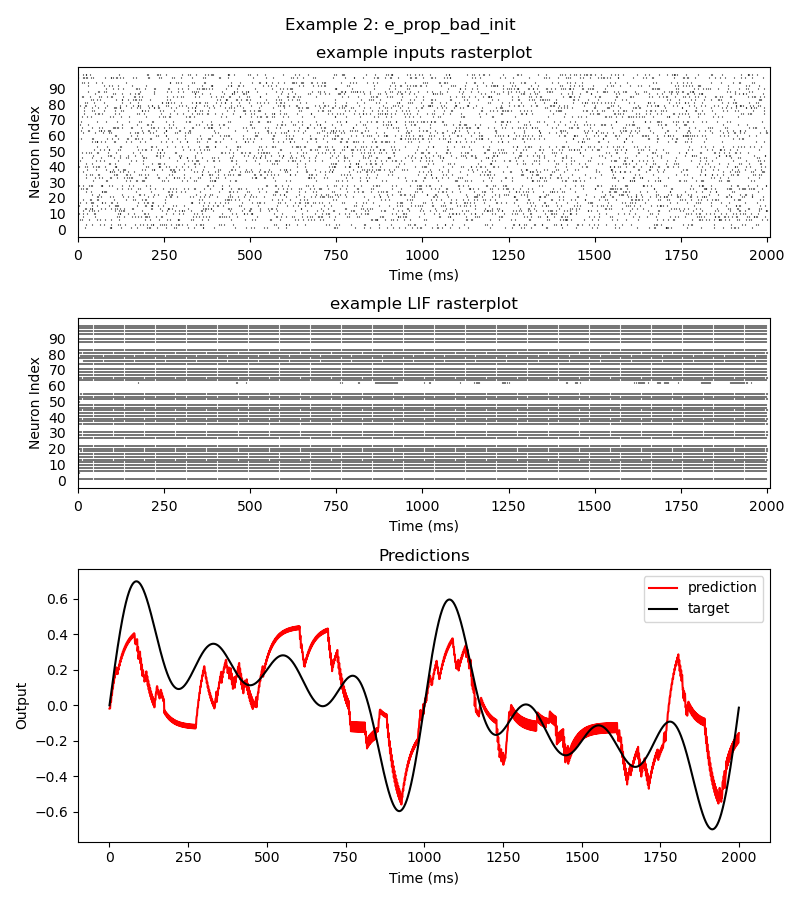 Example 2: e_prop_bad_init
example inputs rasterplot
Neuron Index
90
80
70
60
50
40
30
20
10
0
0 250 500 750 1000 1250 1500 1750 2000
Time (ms)
example LIF rasterplot
Neuron Index
90
80
70
60
50
40
30
20
10
0
0 250 500 750 1000 1250 1500 1750 2000
Time (ms)
Predictions
Output
0.6
0.4
0.2
0.0
−0.2
−0.4
−0.6
prediction
target
0 250 500 750 1000 1250 1500 1750 2000
Time (ms)